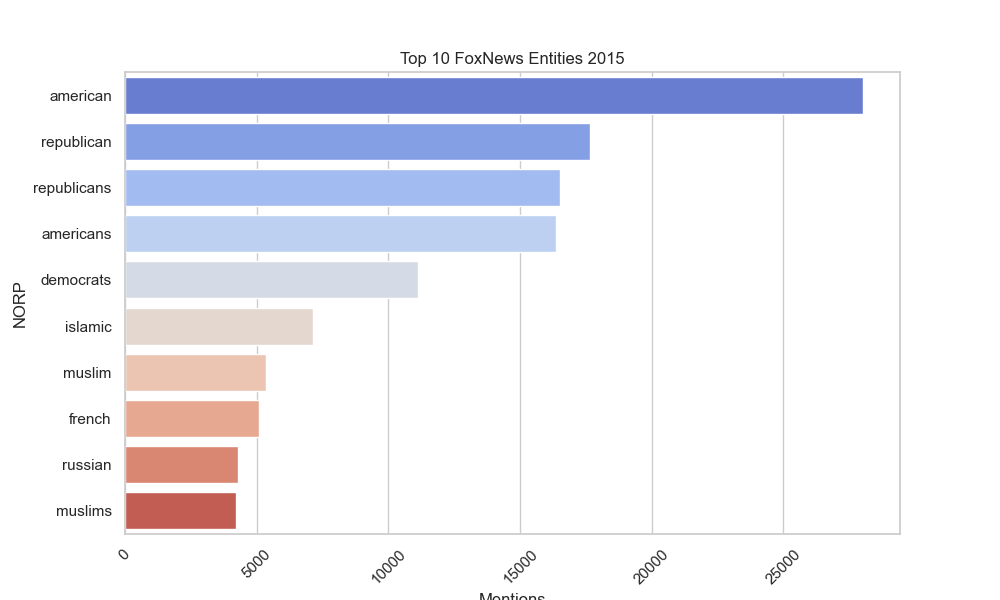 Top 10 FoxNews Entities 2015
NORP
american
republican
republicans
americans
democrats
islamic
muslim
french
russian
muslims
0
5000
10000
15000
20000
25000
Mentions